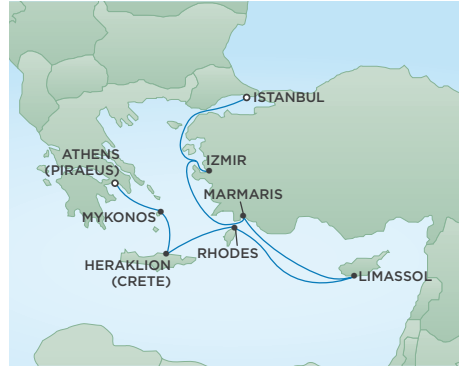 ISTANBUL
ATHENS
(PIRAEUS)
IZMIR
MARMARIS
MYKONOS
HERAKLION
(CRETE)
RHODES
LIMASSOL